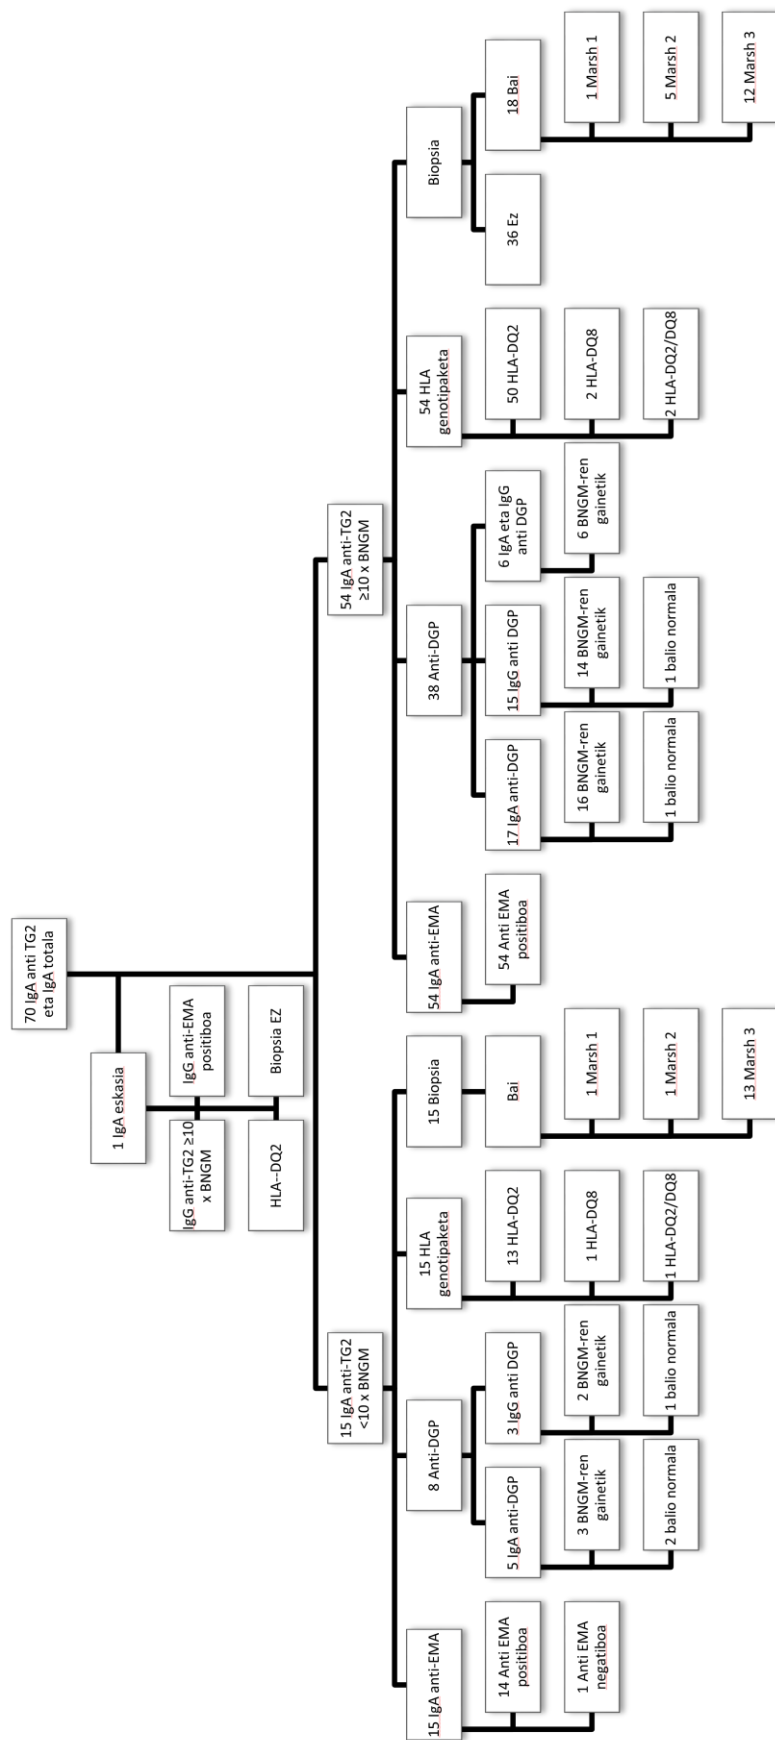 70 IgA anti TG2
eta IgA totala
1 IgA eskasia
IgG anti-TG2 ≥10
x BNGM
IgG anti-EMA
positiboa
HLA--DQ2
Biopsia EZ
15 IgA anti-TG2
<10 x BNGM
15 IgA anti-EMA
14 Anti EMA
positiboa
1 Anti EMA
negatiboa
8 Anti-DGP
5 IgA anti-DGP
3 BNGM-ren
gainetik
2 balio normala
3 IgG anti DGP
2 BNGM-ren
gainetik
1 balio normala
15 HLA
genotipaketa
13 HLA-DQ2
1 HLA-DQ8
1 HLA-DQ2/DQ8
15 Biopsia
Bai
1 Marsh 1
1 Marsh 2
13 Marsh 3
54 IgA anti-TG2
≥10 x BNGM
54 IgA anti-EMA
54 Anti EMA
positiboa
38 Anti-DGP
17 IgA anti-DGP
16 BNGM-ren
gainetik
1 balio normala
15 IgG anti DGP
14 BNGM-ren
gainetik
1 balio normala
6 IgA eta IgG
anti DGP
6 BNGM-ren
gainetik
54 HLA
genotipaketa
50 HLA-DQ2
2 HLA-DQ8
2 HLA-DQ2/DQ8
Biopsia
36 Ez
18 Bai
1 Marsh 1
5 Marsh 2
12 Marsh 3